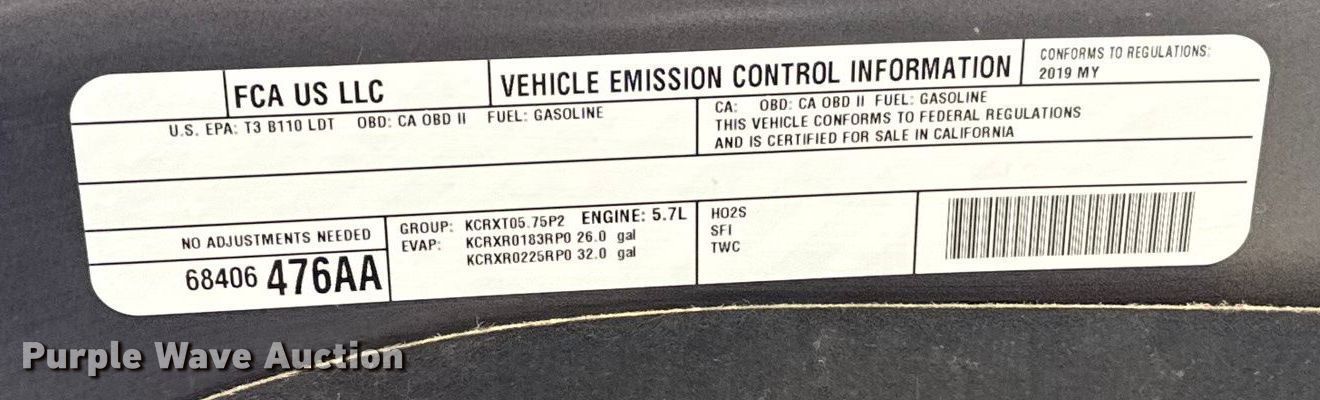 FCA US LLC
VEHICLE EMISSION CONTROL INFORMATION
CONFORMS TO REGULATIONS:
2019 MY
U.S. EPA: T3 B110 LDT OBD: CA OBD II FUEL: GASOLINE
CA: OBD: CA OBD II FUEL: GASOLINE
THIS VEHICLE CONFORMS TO FEDERAL REGULATIONS
AND IS CERTIFIED FOR SALE IN CALIFORNIA
NO ADJUSTMENTS NEEDED
68406 476AA
GROUP: KCRXT05.75P2 ENGINE: 5.7L
EVAP: KCRXR0183RP0 26.0 gal
KCRXR0225RP0 32.0 gal
HO2S
SFI
TWC
Purple Wave Auction